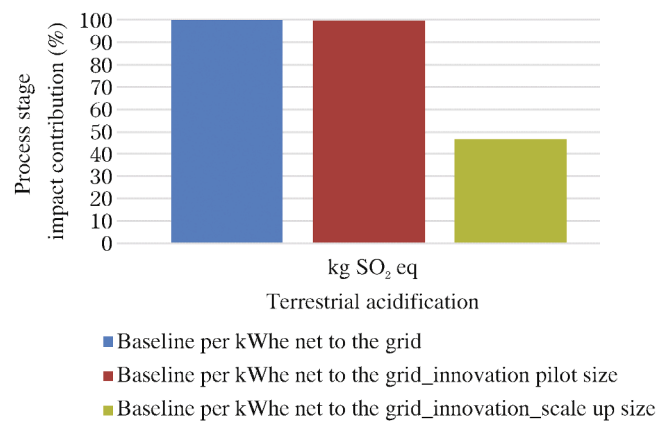 Process stage
impact contribution (%)
100
90
80
70
60
50
40
30
20
10
0
kg SO₂ eq
Terrestrial acidification
Baseline per kWhe net to the grid
Baseline per kWhe net to the grid_innovation pilot size
Baseline per kWhe net to the grid_innovation_scale up size